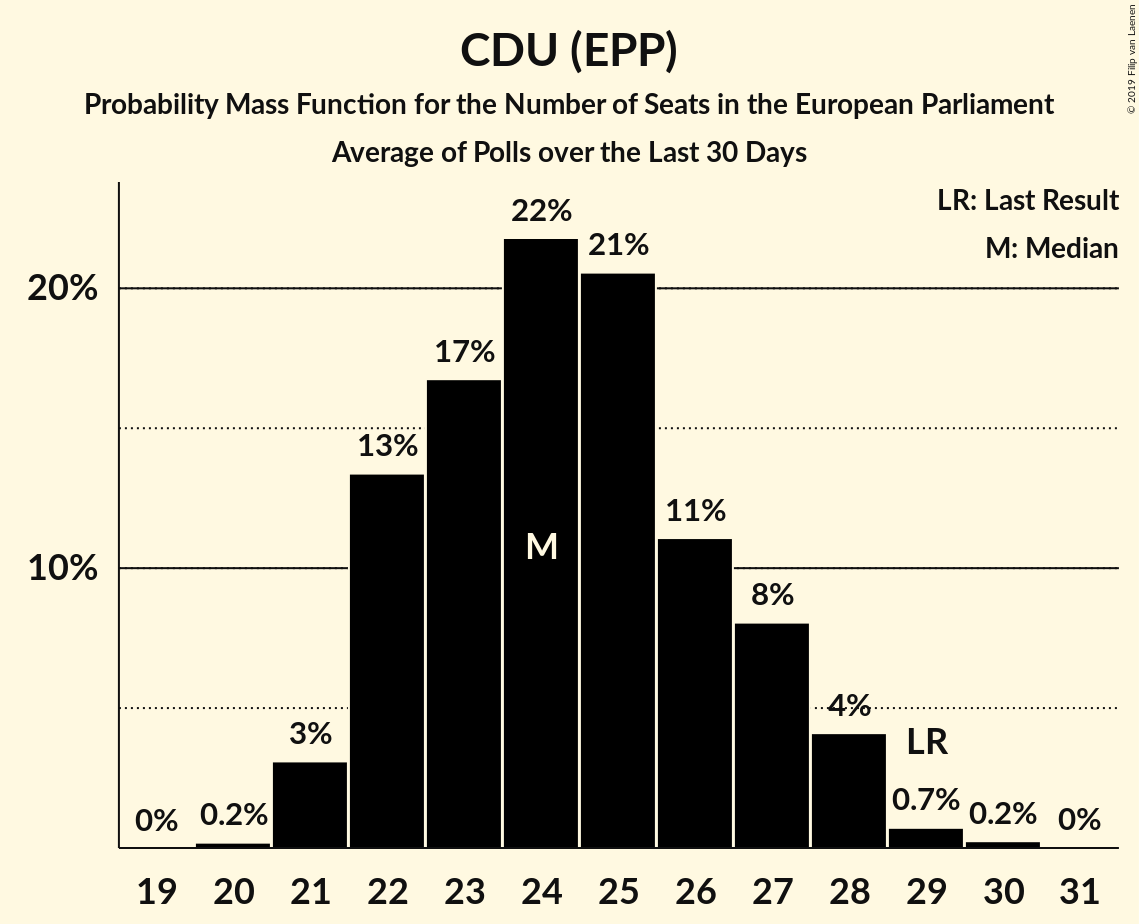 CDU (EPP)
Probability Mass Function for the Number of Seats in the European Parliament
Average of Polls over the Last 30 Days
© 2019 Filip van Laenen
LR: Last Result
M: Median
22%
21%
20%
17%
13%
11%
M
10%
8%
4%
3%
LR
0.7%
0% 0.2% 0.2% 0%
19 20 21 22 23 24 25 26 27 28 29 30 31